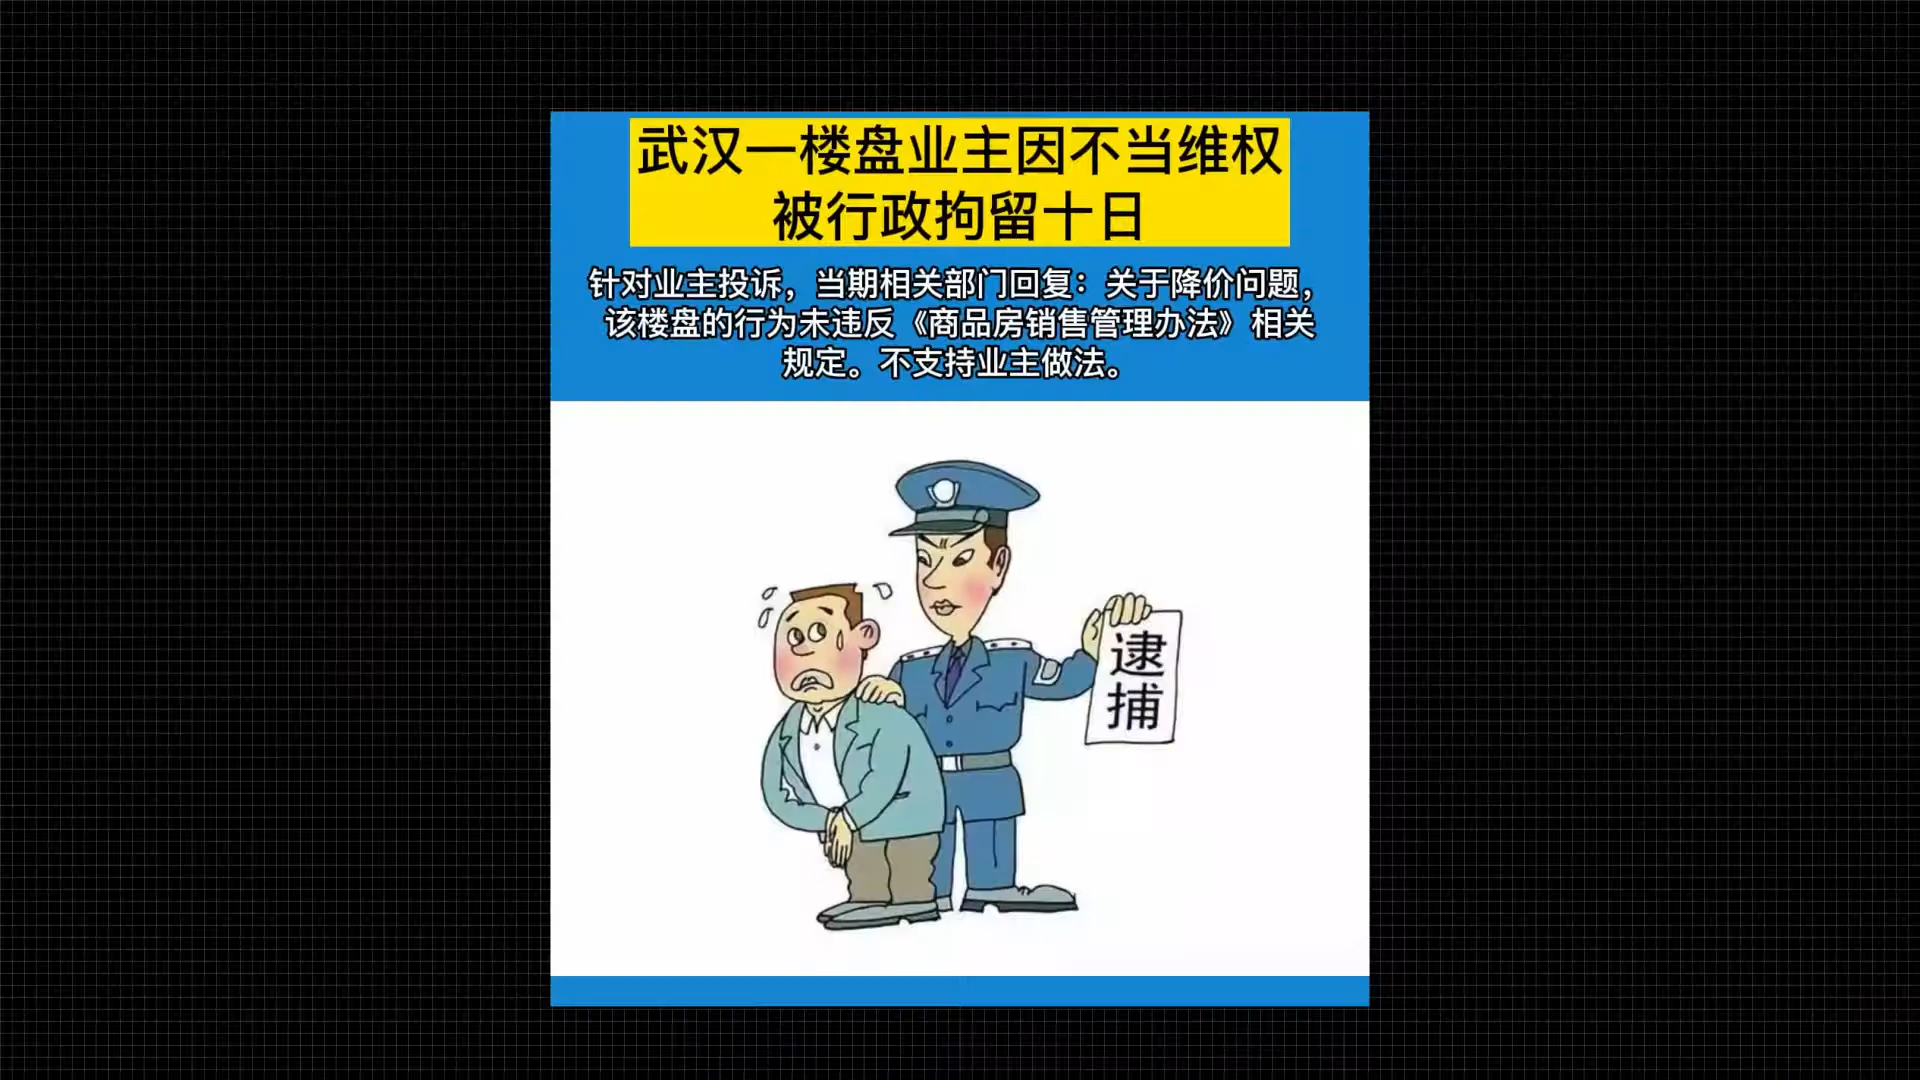 武汉一楼盘业主因不当维权
被行政拘留十日
针对业主投诉，当期相关部门回复：关于降价问题，
该楼盘的行为未违反《商品房销售管理办法》相关
规定。不支持业主做法。
逮
捕